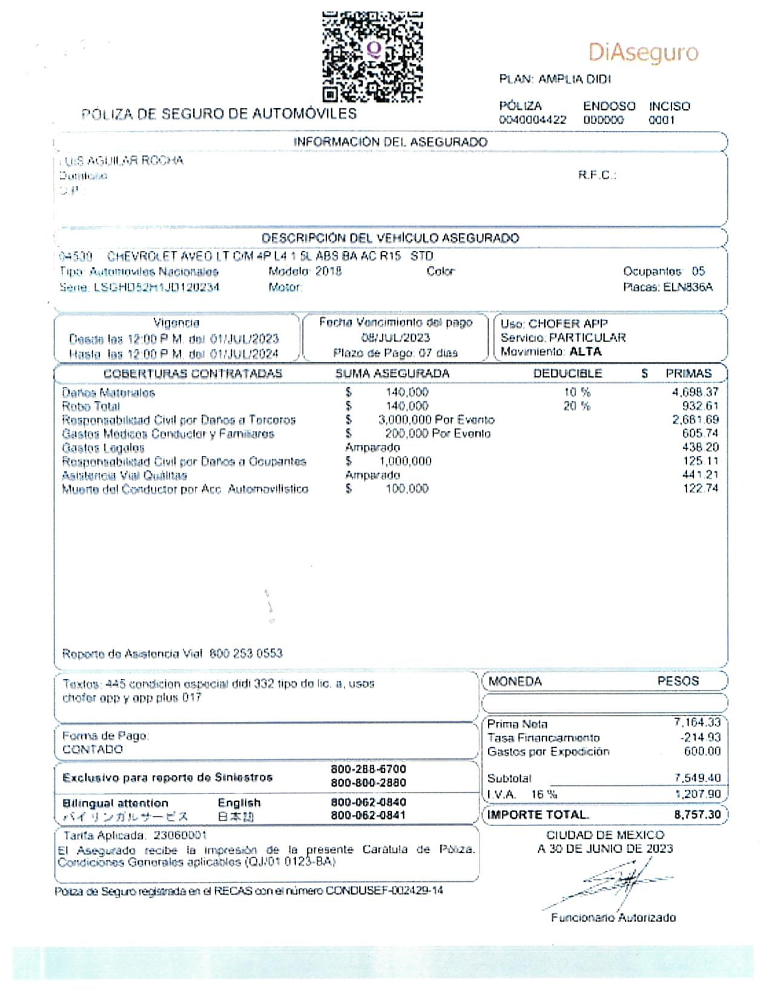 DiAseguro
PLAN: AMPLIA DIDI
PÓLIZA ENDOSO INCISO
0040004422 000000 0001
PÓLIZA DE SEGURO DE AUTOMÓVILES
INFORMACIÓN DEL ASEGURADO
LUIS AGUILAR ROCHA
Domicilio
R.F.C.:
C.P.:
DESCRIPCIÓN DEL VEHÍCULO ASEGURADO
04539 CHEVROLET AVEO LT C/M 4P L4 1 5L ABS BA AC R15 STD
Tipo: Automoviles Nacionales Modelo: 2018 Color: Ocupantes: 05
Serie: LSGHD52H1JD120234 Motor: Placas: ELN836A
Vigencia
Desde las 12:00 P.M. del 01/JUL/2023
Hasta las 12:00 P.M. del 01/JUL/2024
Fecha Vencimiento del pago
08/JUL/2023
Plazo de Pago: 07 dias
Uso: CHOFER APP
Servicio: PARTICULAR
Movimiento: ALTA
COBERTURAS CONTRATADAS SUMA ASEGURADA DEDUCIBLE $ PRIMAS
Daños Materiales $ 140,000 10 % 4,698.37
Robo Total $ 140,000 20 % 932.61
Responsabilidad Civil por Daños a Terceros $ 3,000,000 Por Evento 2,681.69
Gastos Médicos Conductor y Familiares $ 200,000 Por Evento 605.74
Gastos Legales Amparado 438.20
Responsabilidad Civil por Daños a Ocupantes $ 1,000,000 125.11
Asistencia Vial Quálitas Amparado 441.21
Muerte del Conductor por Acc. Automovilístico $ 100,000 122.74
Reporte de Asistencia Vial 800 253 0553
Textos: 445 condicion especial didi 332 tipo de lic. a, usos
chofer app y app plus 017
Forma de Pago:
CONTADO
Exclusivo para reporte de Siniestros 800-288-6700
800-800-2880
Bilingual attention English 800-062-0840
バイリンガルサービス 日本語 800-062-0841
MONEDA PESOS
Prima Neta 7,164.33
Tasa Financiamiento -214.93
Gastos por Expedición 600.00
Subtotal 7,549.40
I.V.A. 16 % 1,207.90
IMPORTE TOTAL. 8,757.30
Tarifa Aplicada: 23060001
El Asegurado recibe la impresión de la presente Carátula de Póliza.
Condiciones Generales aplicables (QJ/01 0123-BA)
Póliza de Seguro registrada en el RECAS con el número CONDUSEF-002429-14
CIUDAD DE MEXICO
A 30 DE JUNIO DE 2023
Funcionario Autorizado